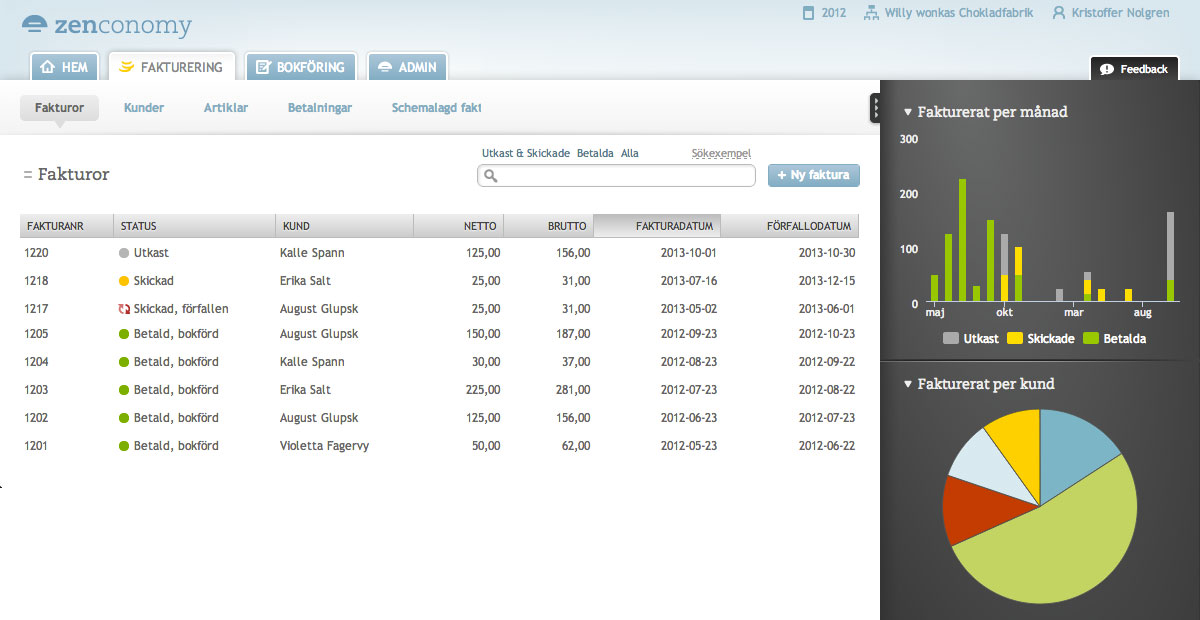 zenconomy
2012 Willy wonkas Chokladfabrik Kristoffer Nolgren
HEM FAKTURERING BOKFÖRING ADMIN
Feedback
Fakturor Kunder Artiklar Betalningar Schemalagd fakt
Utkast & Skickade Betalda Alla Sökexempel
= Fakturor
+ Ny faktura
FAKTURANR STATUS KUND NETTO BRUTTO FAKTURADATUM FÖRFALLODATUM
1220 Utkast Kalle Spann 125,00 156,00 2013-10-01 2013-10-30
1218 Skickad Erika Salt 25,00 31,00 2013-07-16 2013-12-15
1217 Skickad, förfallen August Glupsk 25,00 31,00 2013-05-02 2013-06-01
1205 Betald, bokförd August Glupsk 150,00 187,00 2012-09-23 2012-10-23
1204 Betald, bokförd Kalle Spann 30,00 37,00 2012-08-23 2012-09-22
1203 Betald, bokförd Erika Salt 225,00 281,00 2012-07-23 2012-08-22
1202 Betald, bokförd August Glupsk 125,00 156,00 2012-06-23 2012-07-23
1201 Betald, bokförd Violetta Fagervy 50,00 62,00 2012-05-23 2012-06-22
Fakturerat per månad
300
200
100
0
maj okt mar aug
Utkast Skickade Betalda
Fakturerat per kund